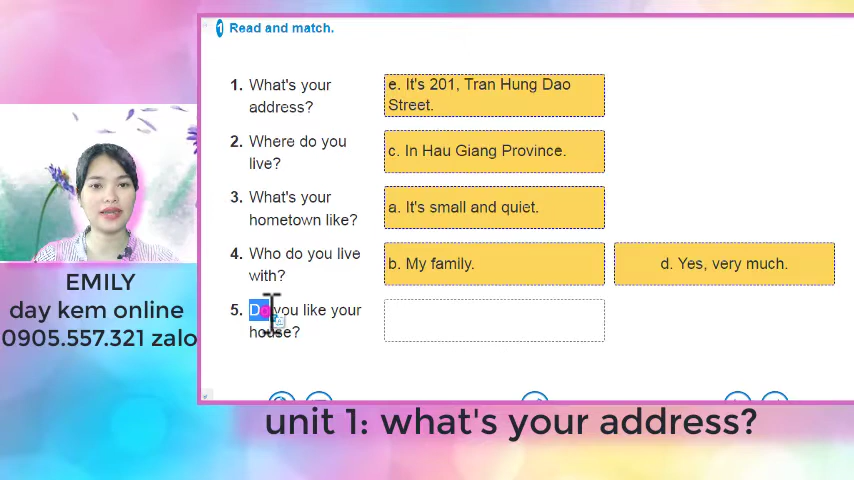 1 Read and match.
1. What's your
address?
e. It's 201, Tran Hung Dao
Street.
2. Where do you
live?
c. In Hau Giang Province.
3. What's your
hometown like?
a. It's small and quiet.
4. Who do you live
with?
b. My family.
d. Yes, very much.
5. Do you like your
house?
EMILY
day kem online
0905.557.321 zalo
unit 1: what's your address?